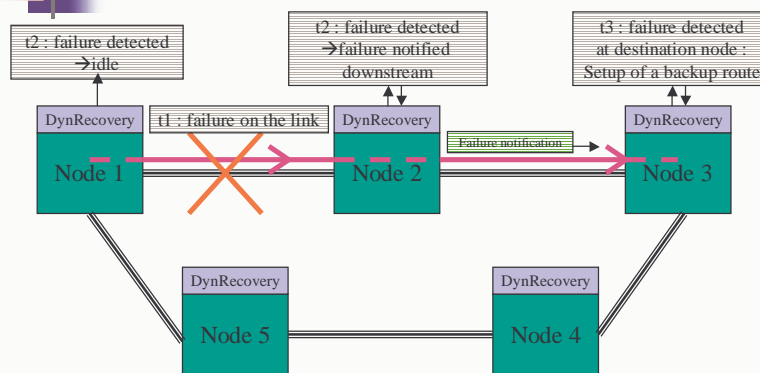 t2 : failure detected
→idle
t2 : failure detected
→failure notified
downstream
t3 : failure detected
at destination node :
Setup of a backup route
DynRecovery
t1 : failure on the link
DynRecovery
DynRecovery
Failure notification
Node 1
Node 2
Node 3
DynRecovery
DynRecovery
Node 5
Node 4